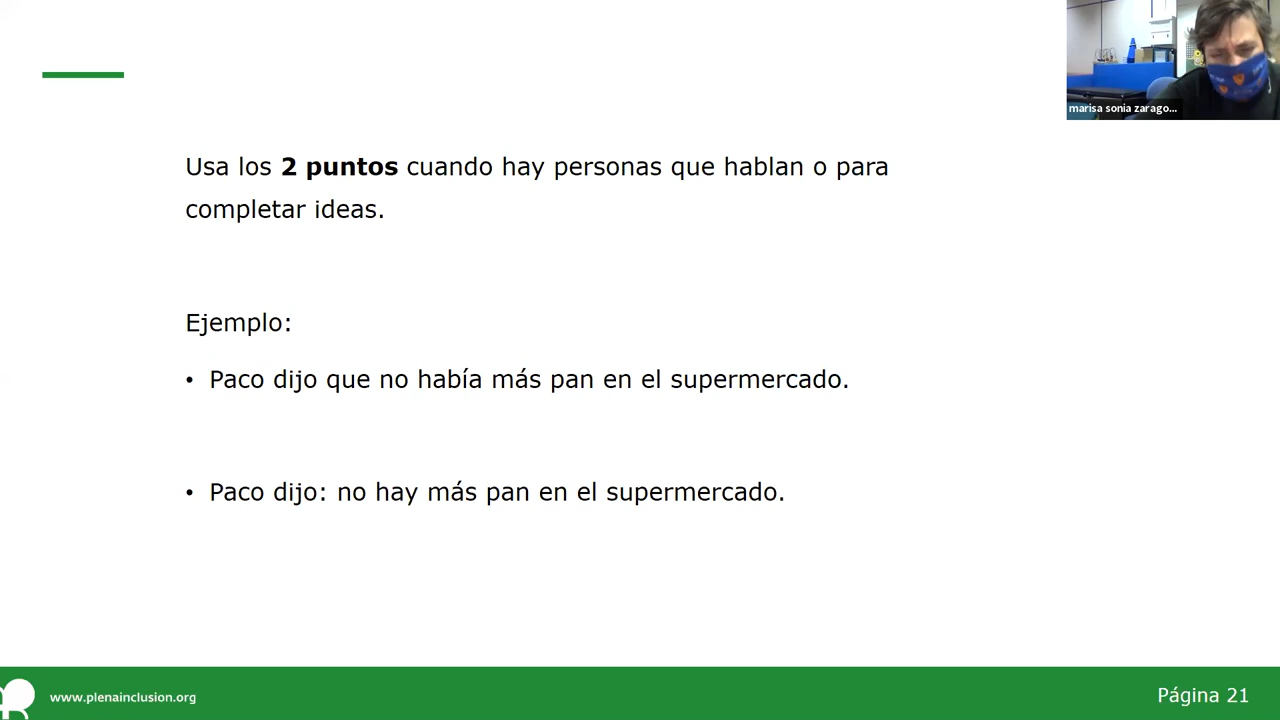 marisa sonia zarago...
Usa los 2 puntos cuando hay personas que hablan o para
completar ideas.
Ejemplo:
• Paco dijo que no había más pan en el supermercado.
• Paco dijo: no hay más pan en el supermercado.
www.plenainclusion.org
Página 21